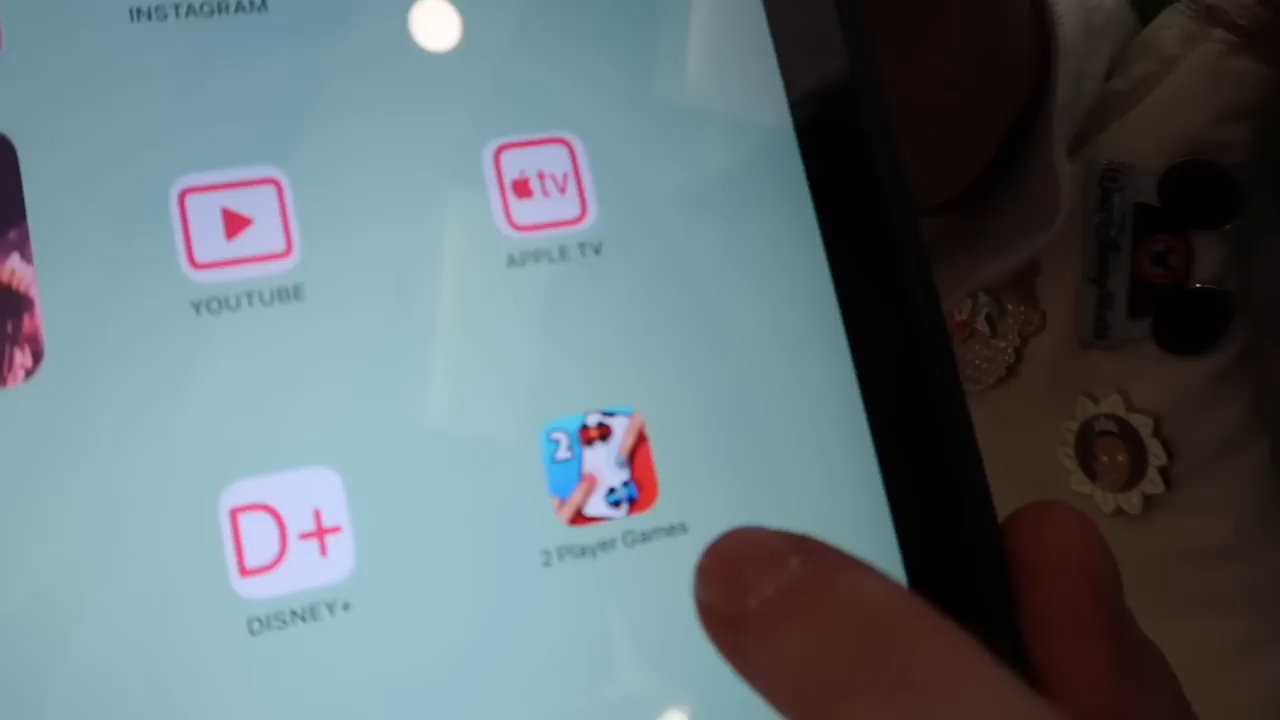 INSTAGRAM
tv
YOUTUBE
APPLE TV
2
D+
2 Player Games
DISNEY+